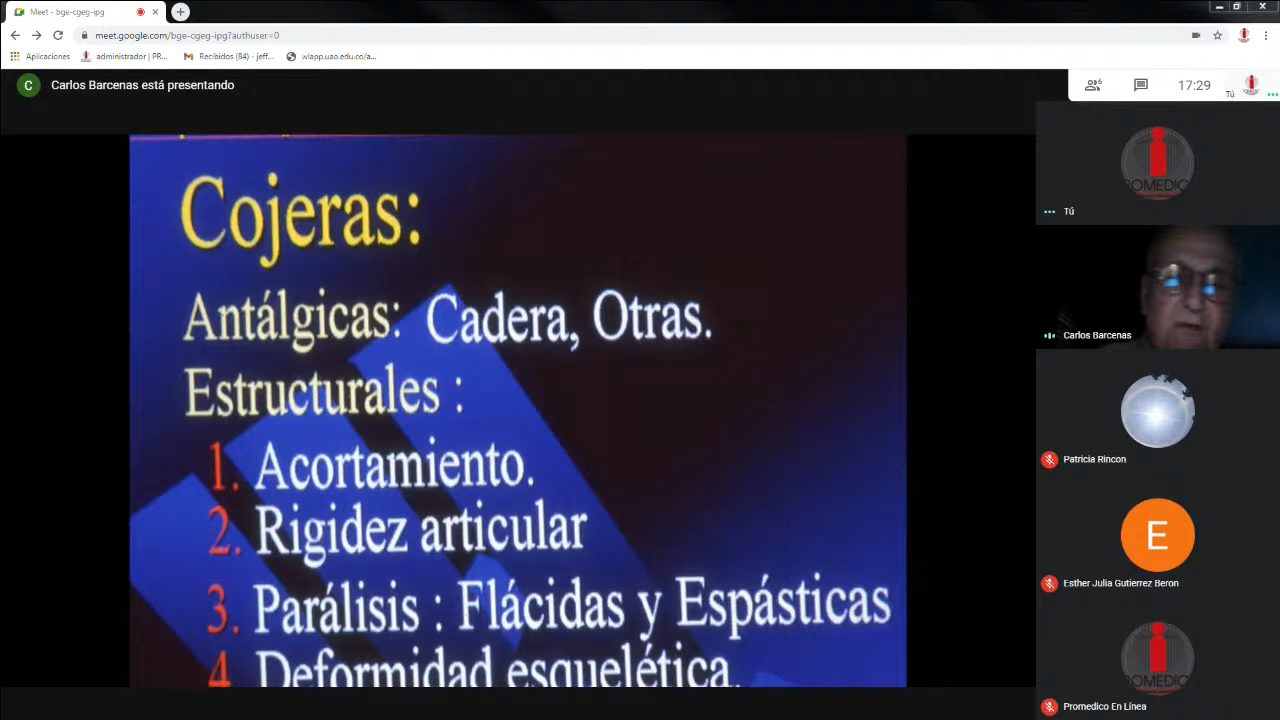 Meet - bge-cgeg-ipg
meet.google.com/bge-cgeg-ipg?authuser=0
Aplicaciones
administrador | PR...
Recibidos (84) - jeff...
wlapp.uao.edu.co/a...
C
Carlos Barcenas está presentando
6
17:29
Tú
Cojeras:
Antálgicas: Cadera, Otras.
Estructurales :
1. Acortamiento.
2. Rigidez articular
3. Parálisis : Flácidas y Espásticas
4 Deformidad esquelética.
ROMEDIC
Tú
Carlos Barcenas
Patricia Rincon
E
Esther Julia Gutierrez Beron
ROMEDIC
Promedico En Línea